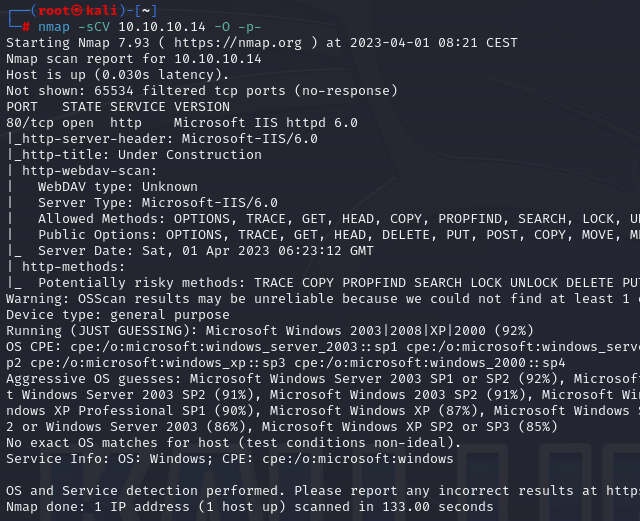 ┌──(root㉿kali)-[~]
└─# nmap -sCV 10.10.10.14 -O -p-
Starting Nmap 7.93 ( https://nmap.org ) at 2023-04-01 08:21 CEST
Nmap scan report for 10.10.10.14
Host is up (0.030s latency).
Not shown: 65534 filtered tcp ports (no-response)
PORT   STATE SERVICE VERSION
80/tcp open  http    Microsoft IIS httpd 6.0
|_http-server-header: Microsoft-IIS/6.0
|_http-title: Under Construction
| http-webdav-scan:
|   WebDAV type: Unknown
|   Server Type: Microsoft-IIS/6.0
|   Allowed Methods: OPTIONS, TRACE, GET, HEAD, COPY, PROPFIND, SEARCH, LOCK,
|   Public Options: OPTIONS, TRACE, GET, HEAD, DELETE, PUT, POST, COPY, MOVE,
|_  Server Date: Sat, 01 Apr 2023 06:23:12 GMT
| http-methods:
|_  Potentially risky methods: TRACE COPY PROPFIND SEARCH LOCK UNLOCK DELETE PUT
Warning: OSScan results may be unreliable because we could not find at least 1
Device type: general purpose
Running (JUST GUESSING): Microsoft Windows 2003|2008|XP|2000 (92%)
OS CPE: cpe:/o:microsoft:windows_server_2003::sp1 cpe:/o:microsoft:windows_serve
p2 cpe:/o:microsoft:windows_xp::sp3 cpe:/o:microsoft:windows_2000::sp4
Aggressive OS guesses: Microsoft Windows Server 2003 SP1 or SP2 (92%), Microsof
t Windows Server 2003 SP2 (91%), Microsoft Windows 2003 SP2 (91%), Microsoft Wi
ndows XP Professional SP1 (90%), Microsoft Windows XP (87%), Microsoft Windows
2 or Windows Server 2003 (86%), Microsoft Windows XP SP2 or SP3 (85%)
No exact OS matches for host (test conditions non-ideal).
Service Info: OS: Windows; CPE: cpe:/o:microsoft:windows
OS and Service detection performed. Please report any incorrect results at https
Nmap done: 1 IP address (1 host up) scanned in 133.00 seconds